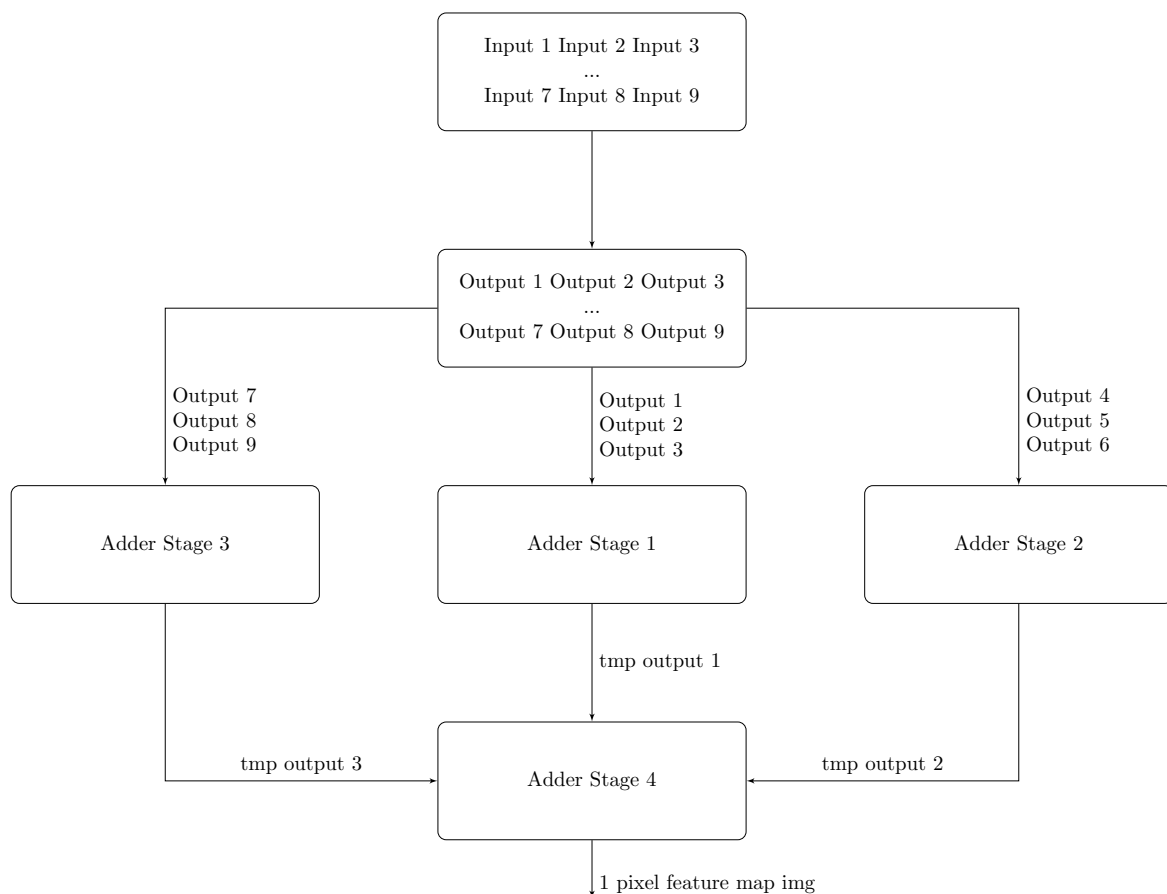 Input 1 Input 2 Input 3
...
Input 7 Input 8 Input 9
Output 1 Output 2 Output 3
...
Output 7 Output 8 Output 9
Output 7
Output 8
Output 9
Output 1
Output 2
Output 3
Output 4
Output 5
Output 6
Adder Stage 3
Adder Stage 1
Adder Stage 2
tmp output 1
tmp output 3
tmp output 2
Adder Stage 4
1 pixel feature map img